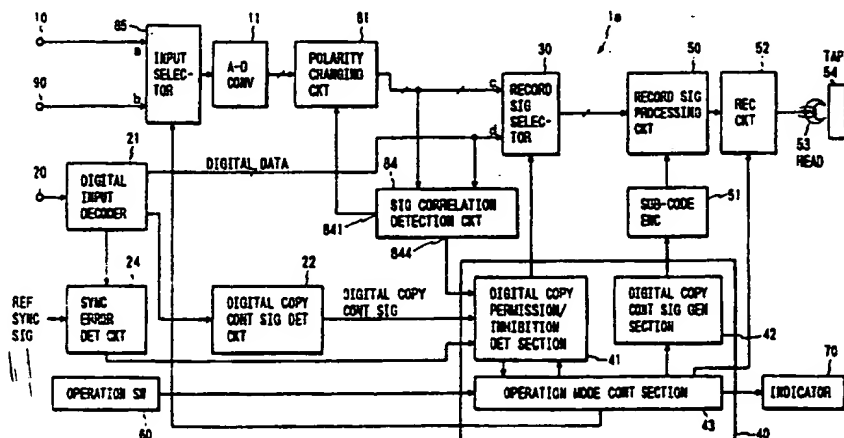 10
85
11
81
1a
30
50
52
TAP
54
a
INPUT
SELEC-
TOR
A-D
CONV
POLARITY
CHANGING
CKT
c
RECORD
SIG
SELEC-
TOR
RECORD SIG
PROCESSING
CKT
REC
CKT
90
b
d
53
HEAD
21
20
DIGITAL
INPUT
DECODER
DIGITAL DATA
84
SIG CORRELATION
DETECTION CKT
841
844
SUB-CODE
ENC
51
24
22
REF
SYNC
SIG
SYNC
ERROR
DET CKT
DIGITAL COPY
CONT SIG DET
CKT
DIGITAL COPY
CONT SIG
DIGITAL COPY
PERMISSION/
INHIBITION
DET SECTION
41
DIGITAL COPY
CONT SIG GEN
SECTION
42
OPERATION SW
60
OPERATION MODE CONT SECTION
43
70
INDICATOR
40